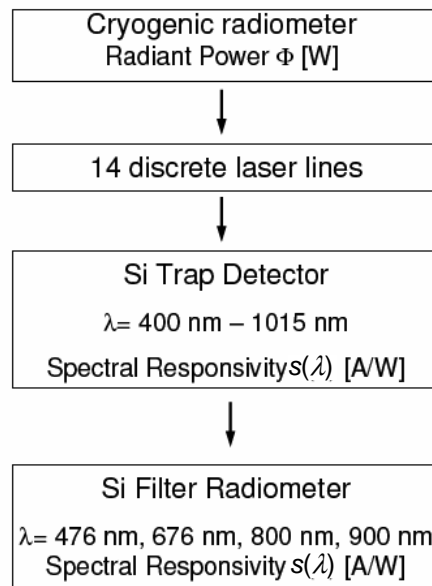 Cryogenic radiometer
Radiant Power Φ [W]
14 discrete laser lines
Si Trap Detector
λ= 400 nm – 1015 nm
Spectral Responsivity s(λ) [A/W]
Si Filter Radiometer
λ= 476 nm, 676 nm, 800 nm, 900 nm
Spectral Responsivity s(λ) [A/W]